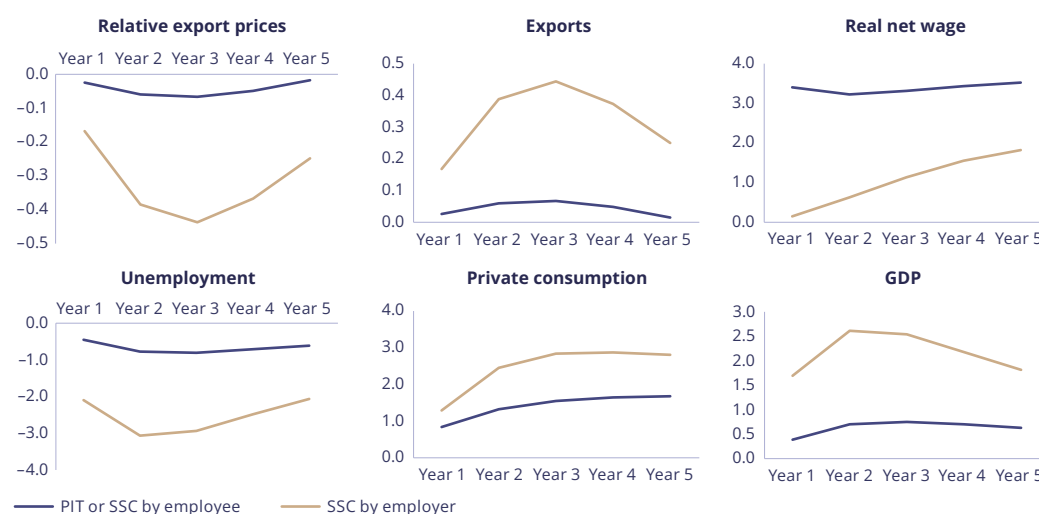 Relative export prices
Year 1 Year 2 Year 3 Year 4 Year 5
0.0
–0.1
–0.2
–0.3
–0.4
–0.5
Exports
0.5
0.4
0.3
0.2
0.1
0.0
Year 1 Year 2 Year 3 Year 4 Year 5
Real net wage
4.0
3.0
2.0
1.0
0.0
Year 1 Year 2 Year 3 Year 4 Year 5
Unemployment
Year 1 Year 2 Year 3 Year 4 Year 5
0.0
–1.0
–2.0
–3.0
–4.0
Private consumption
4.0
3.0
2.0
1.0
0.0
Year 1 Year 2 Year 3 Year 4 Year 5
GDP
3.0
2.5
2.0
1.5
1.0
0.5
0.0
Year 1 Year 2 Year 3 Year 4 Year 5
PIT or SSC by employee SSC by employer